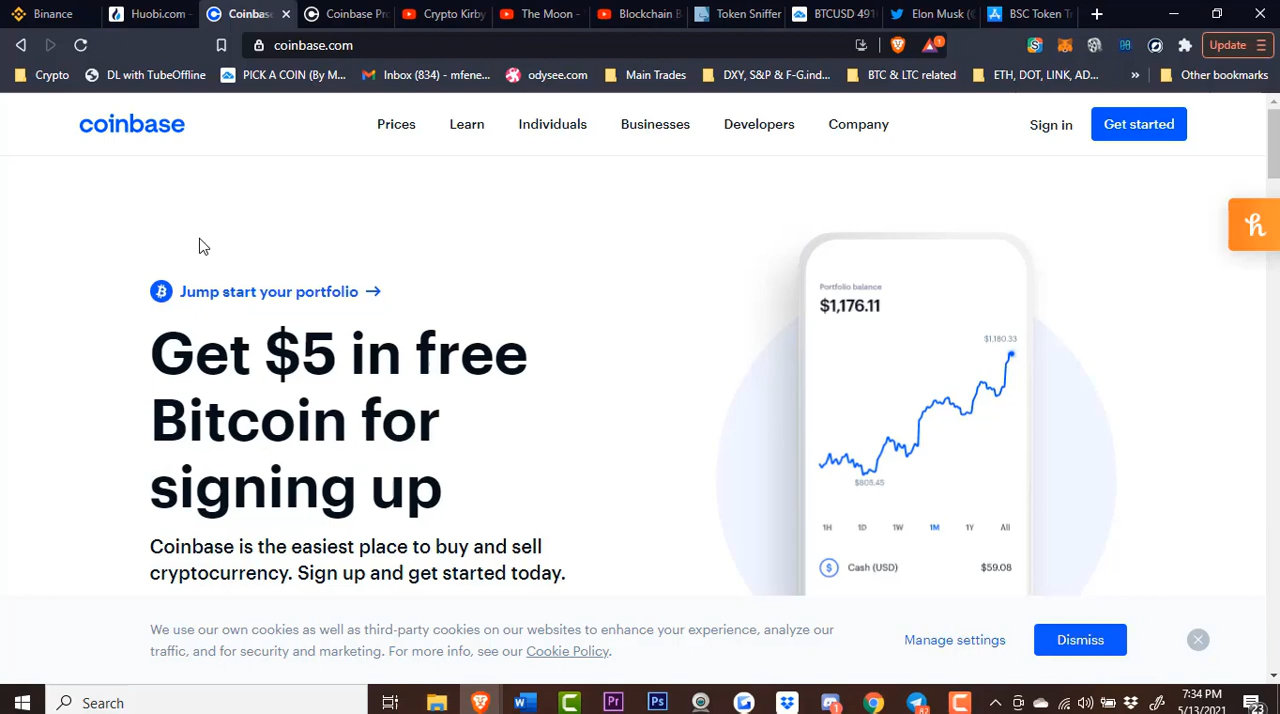 Binance
Huobi.com
Coinbase
Coinbase Pro
Crypto Kirby
The Moon -
Blockchain B
Token Sniffer
BTCUSD 491
Elon Musk (
BSC Token T
coinbase.com
1
Update
Crypto
DL with TubeOffline
PICK A COIN (By M...
Inbox (834) - mfene...
odysee.com
Main Trades
DXY, S&P & F-G.ind...
BTC & LTC related
ETH, DOT, LINK, AD...
»
Other bookmarks
coinbase
Prices
Learn
Individuals
Businesses
Developers
Company
Sign in
Get started
Jump start your portfolio →
Get $5 in free
Bitcoin for
signing up
Coinbase is the easiest place to buy and sell
cryptocurrency. Sign up and get started today.
Portfolio balance
$1,176.11
$1,180.33
$805.45
1H 1D 1W 1M 1Y All
Cash (USD) $59.08
We use our own cookies as well as third-party cookies on our websites to enhance your experience, analyze our
traffic, and for security and marketing. For more info, see our Cookie Policy.
Manage settings
Dismiss
Search
7:34 PM
5/13/2021
23